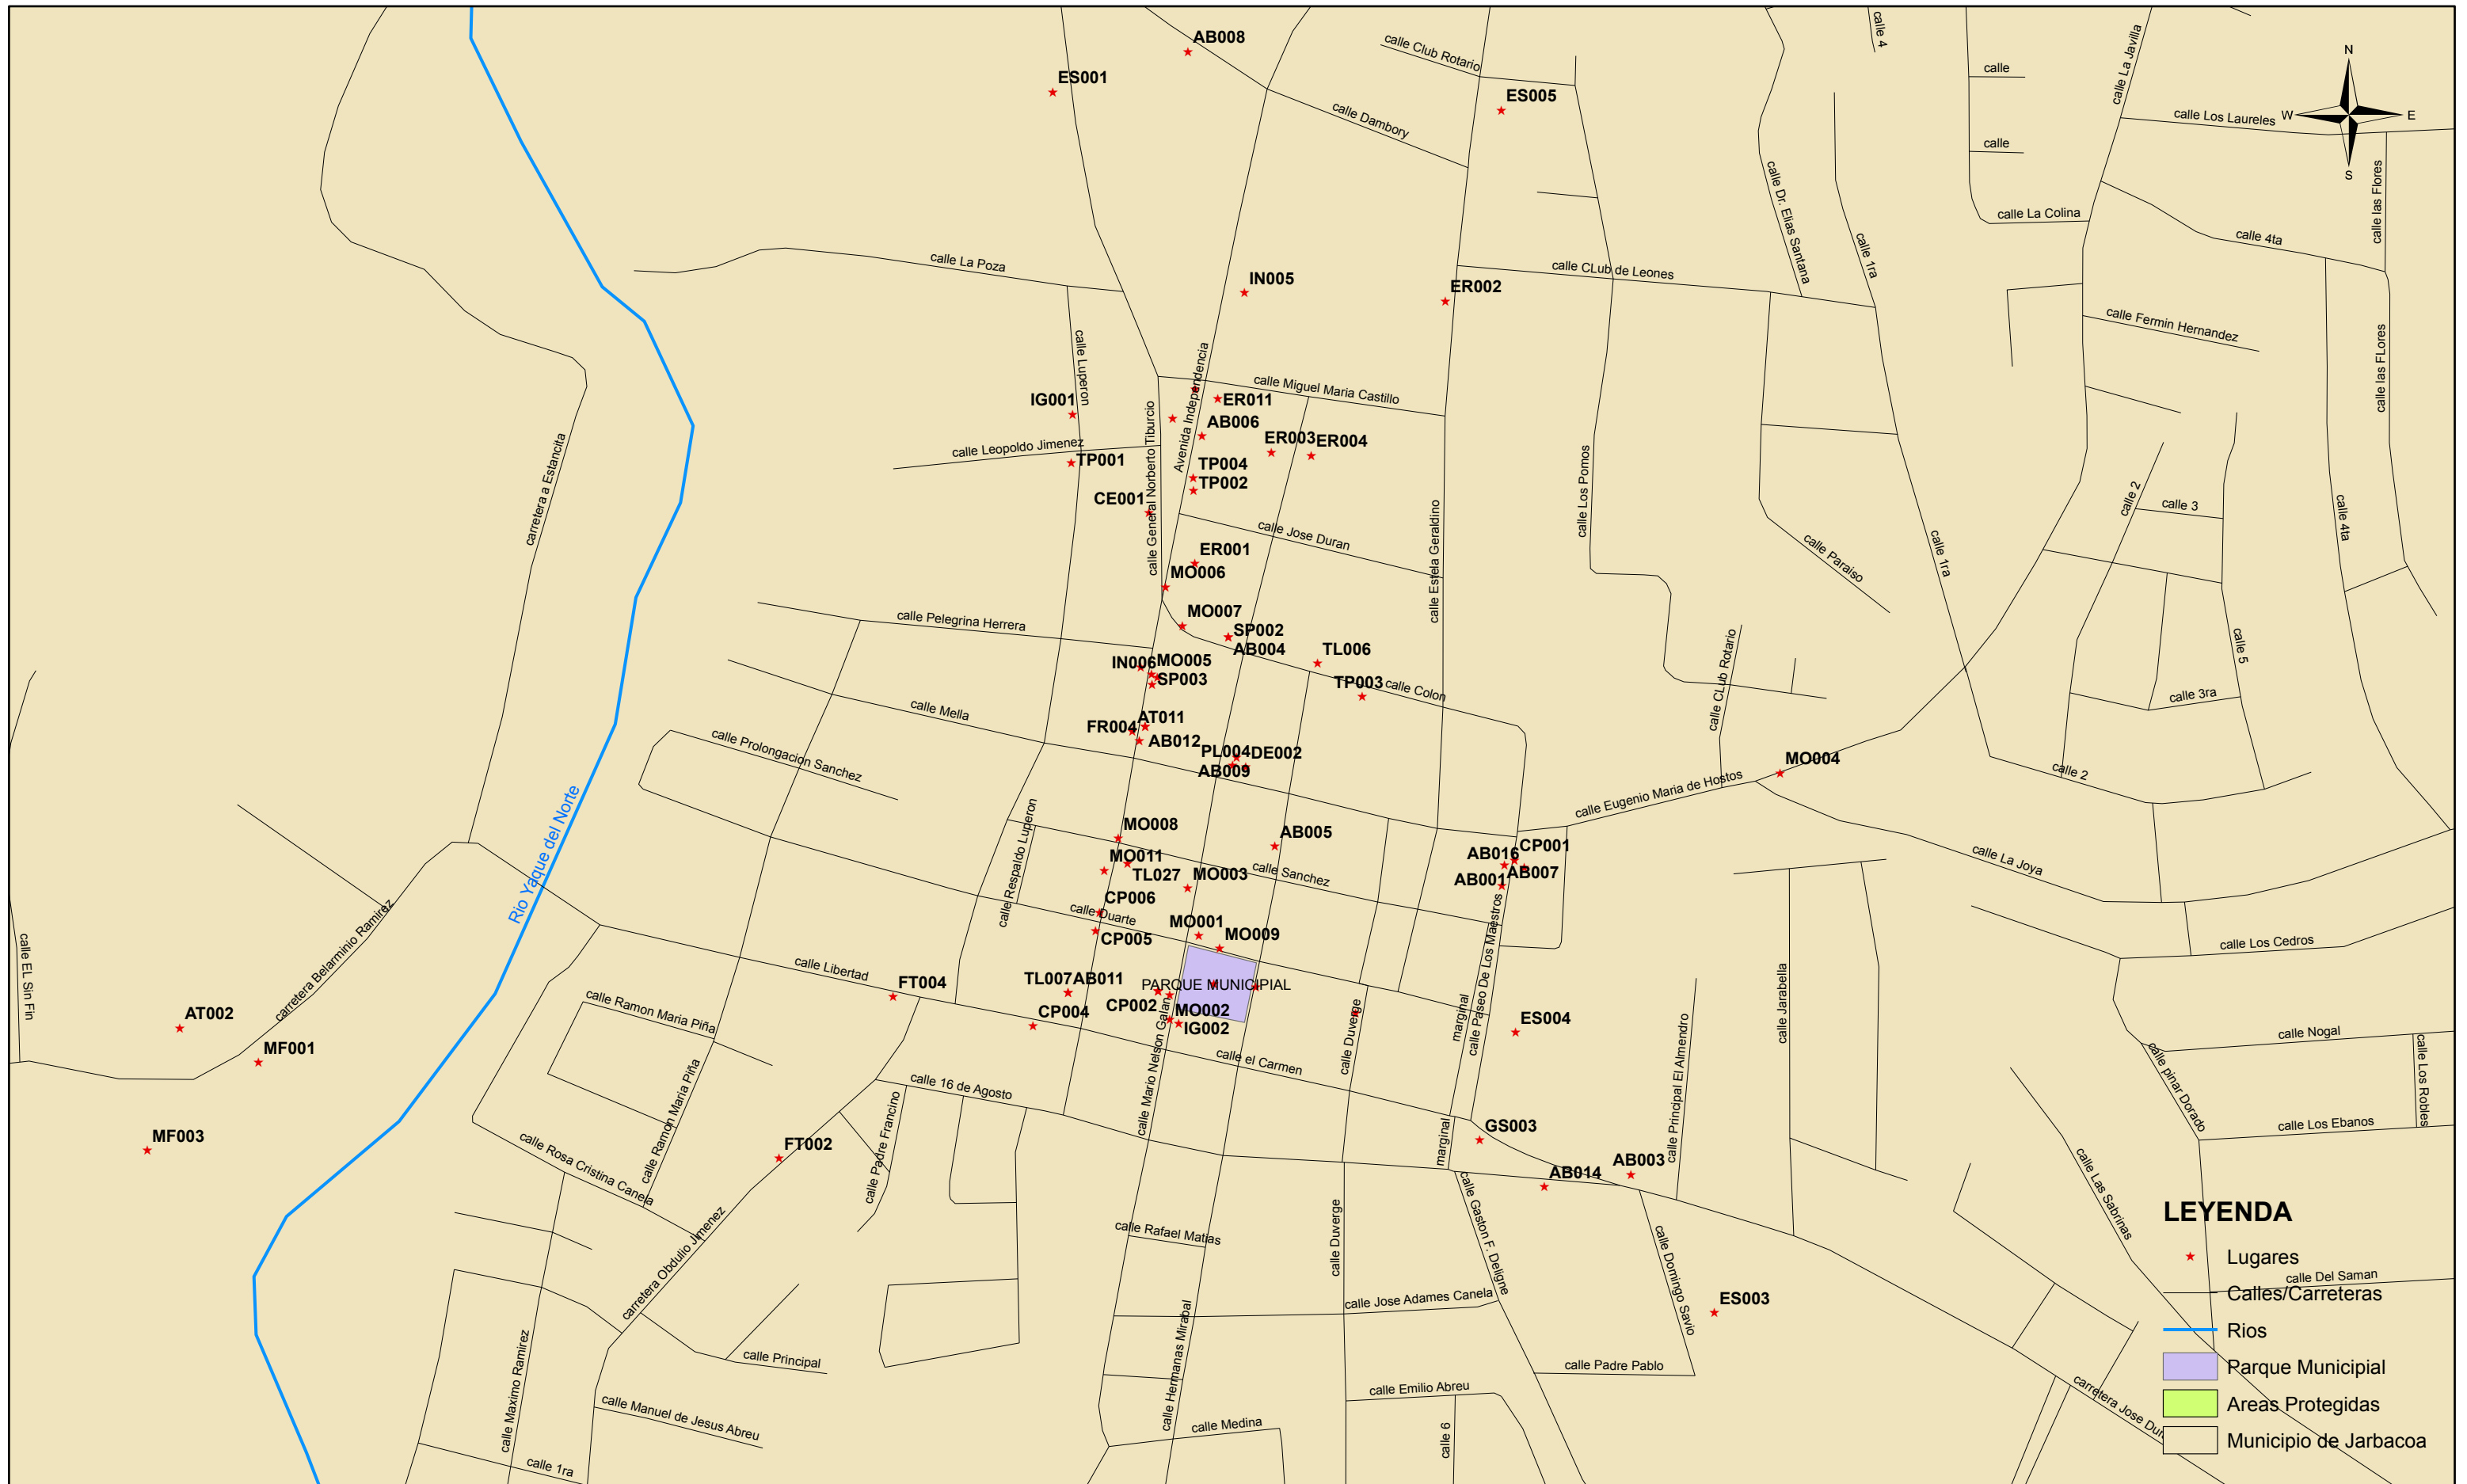 AB008
calle Club Rotario
calle 4
calle La Javilla
N
ES001
calle
W
E
ES005
calle Los Laureles
calle Dambory
calle
S
calle Dr. Elias Santana
calle las Flores
calle La Colina
calle 1ra
calle 4ta
calle La Poza
IN005
calle CLub de Leones
ER002
calle Fermin Hernandez
calle Luperon
Avenida Independencia
calle las FLores
calle Miguel Maria Castillo
IG001
ER011
calle General Norberto Tiburcio
AB006
calle Leopoldo Jimenez
ER003
ER004
TP001
TP004
TP002
carretera a Estancita
CE001
calle Los Pomos
calle 2
calle 3
calle 4ta
calle Jose Duran
calle Estela Geraldino
calle 1ra
ER001
calle Paraiso
MO006
MO007
calle Pelegrina Herrera
SP002
AB004
TL006
calle CLub Rotario
calle 5
IN006
MO005
SP003
TP003
calle Colon
calle 3ra
calle Mella
AT011
FR004
AB012
calle Prolongacion Sanchez
PL004
DE002
AB009
MO004
calle 2
calle Eugenio Maria de Hostos
Rio Yaque del Norte
calle Respaldo Luperon
MO008
AB005
CP001
AB016
calle La Joya
MO011
TL027
MO003
calle Sanchez
AB007
AB001
CP006
calle Duarte
carretera Belarminio Ramirez
calle EL Sin Fin
MO001
MO009
CP005
calle Paseo De Los Maestros
calle Los Cedros
calle Libertad
FT004
TL007
AB011
PARQUE MUNICIPAL
calle Jarabella
AT002
calle Ramon Maria Piña
CP004
CP002
MO002
IG002
marginal
ES004
calle Duverge
calle Principal El Almendro
calle Nogal
MF001
calle el Carmen
calle Mario Nelson Galan
calle Los Robles
calle pinar Dorado
calle 16 de Agosto
calle Ramon Maria Piña
calle Padre Francino
MF003
FT002
GS003
marginal
calle Los Ebanos
calle Rosa Cristina Canela
AB014
AB003
calle Las Sabrinas
calle Rafael Matias
calle Duverge
calle Gaston F. Deligne
calle Domingo Savio
carretera Obdulio Jimenez
calle Jose Adames Canela
ES003
calle Hermanas Mirabal
calle Maximo Ramirez
calle Principal
calle Padre Pablo
calle Emilio Abreu
calle Manuel de Jesus Abreu
calle Medina
calle 6
calle 1ra
LEYENDA
Lugares
calle Del Saman
Calles/Carreteras
Rios
Parque Municipal
carretera Jose
Areas Protegidas
Municipio de Jarbacoa